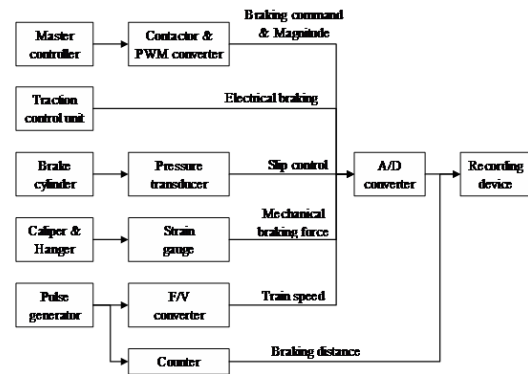 Braking command
& Magnitude
Master
controller
Contactor &
PWM converter
Traction
control unit
Electrical braking
Brake
cylinder
Pressure
transducer
Slip control
A/D
converter
Recording
device
Caliper &
Hanger
Strain
gauge
Mechanical
braking force
Pulse
generator
F/V
converter
Train speed
Counter
Braking distance